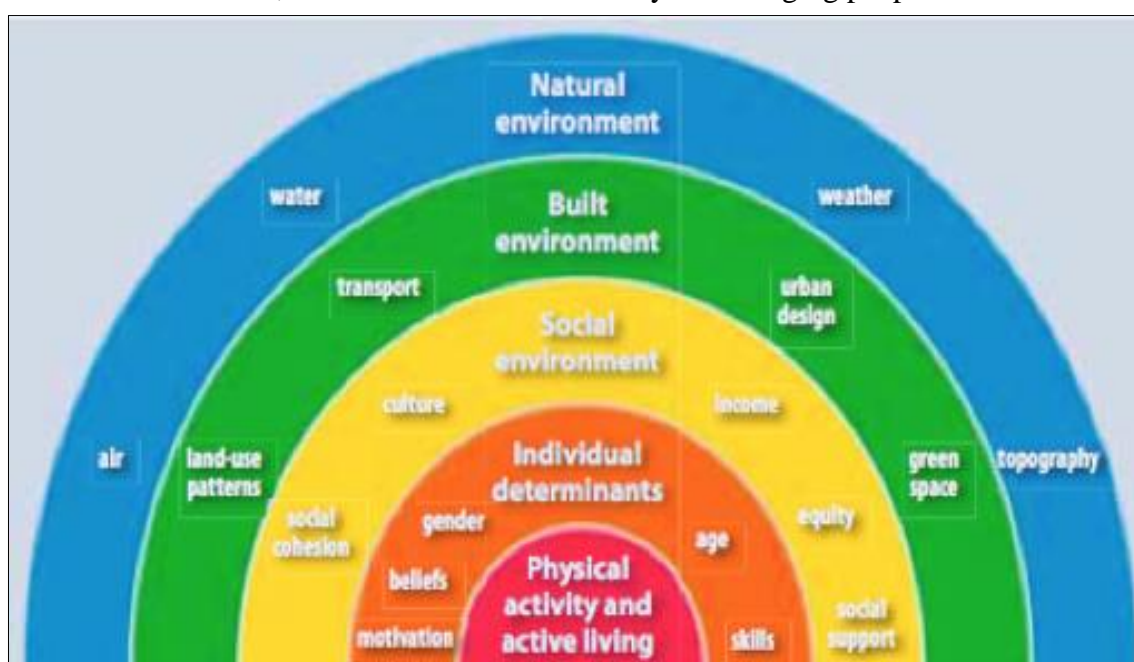 Natural
environment
water
weather
Built
environment
transport
urban
design
Social
environment
culture
income
air
land-use
patterns
Individual
determinants
green
space
topography
social
cohesion
gender
age
equity
beliefs
Physical
activity and
active living
motivation
skills
social
support